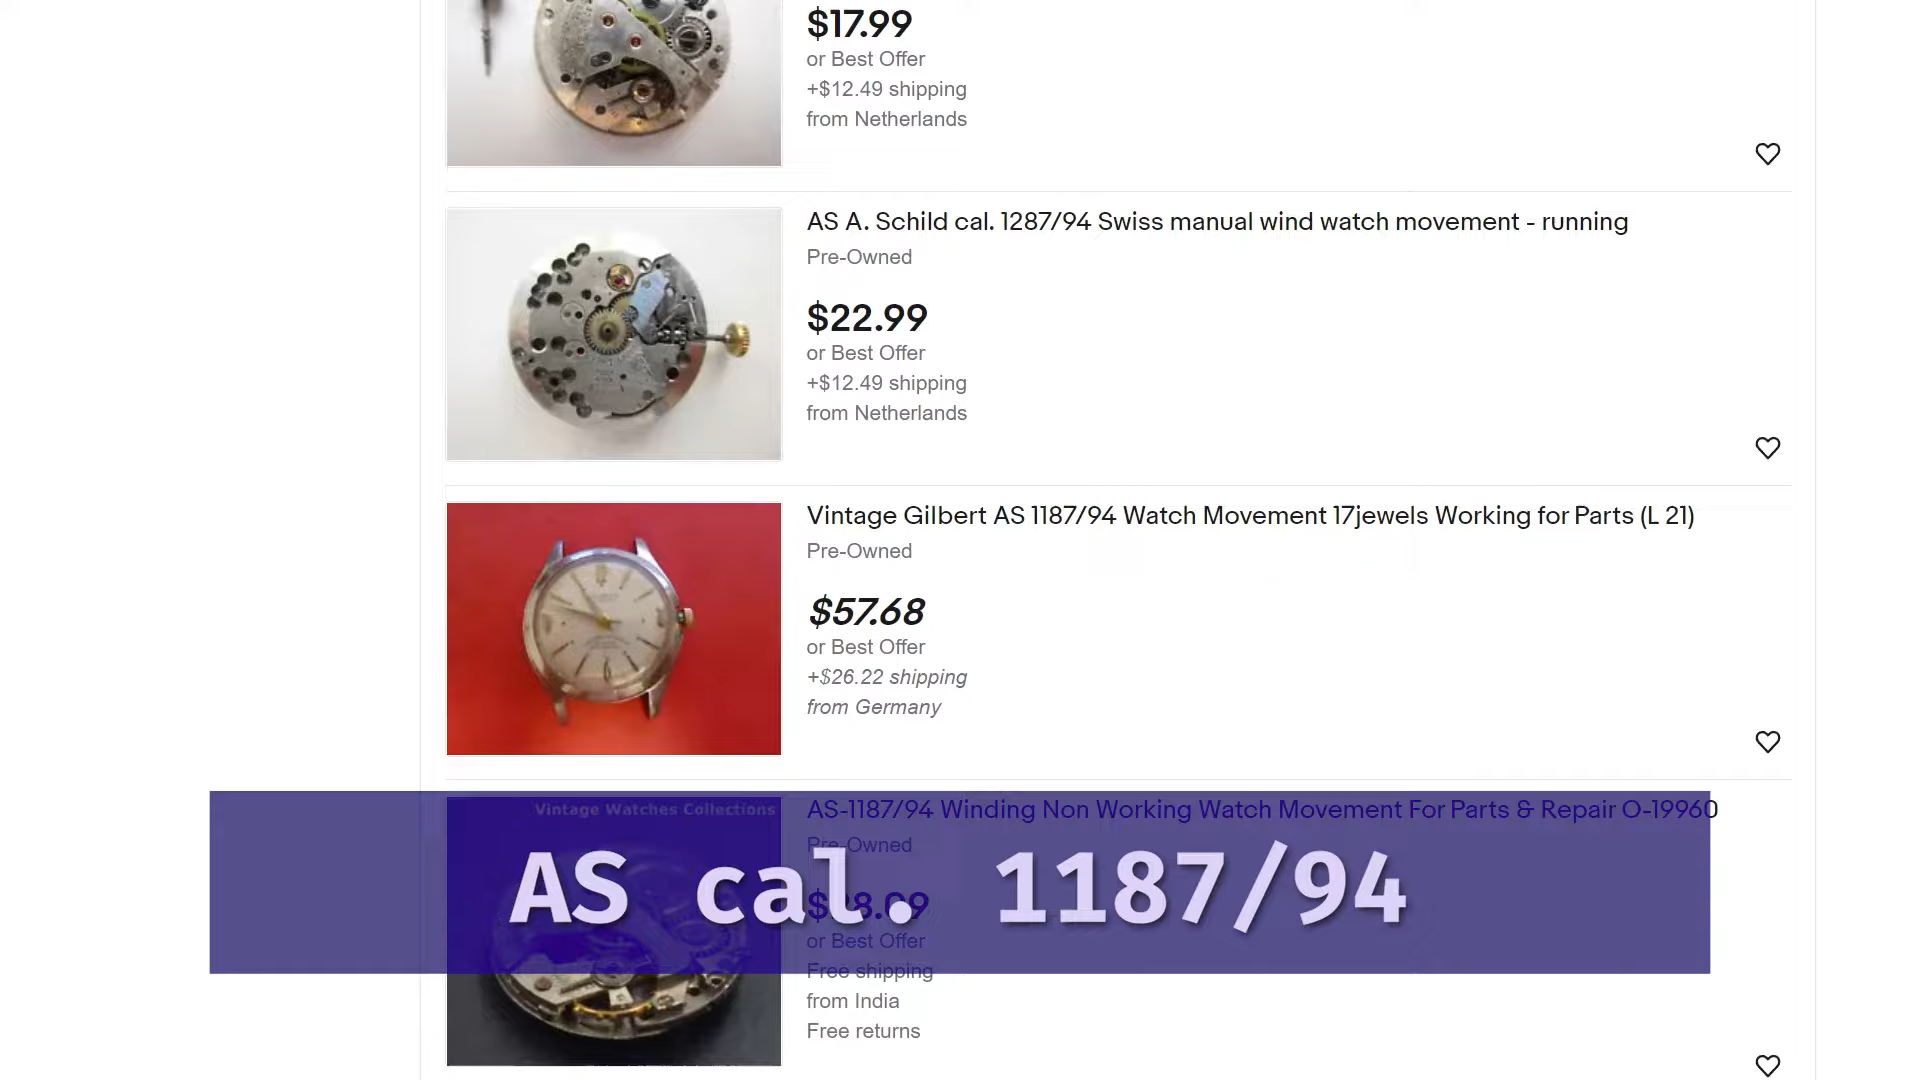 $17.99
or Best Offer
+$12.49 shipping
from Netherlands
AS A. Schild cal. 1287/94 Swiss manual wind watch movement - running
Pre-Owned
$22.99
or Best Offer
+$12.49 shipping
from Netherlands
Vintage Gilbert AS 1187/94 Watch Movement 17jewels Working for Parts (L 21)
Pre-Owned
$57.68
or Best Offer
+$26.22 shipping
from Germany
Vintage Watches Collections
AS-1187/94 Winding Non Working Watch Movement For Parts & Repair O-19960
Pre-Owned
AS cal. 1187/94
or Best Offer
Free shipping
from India
Free returns